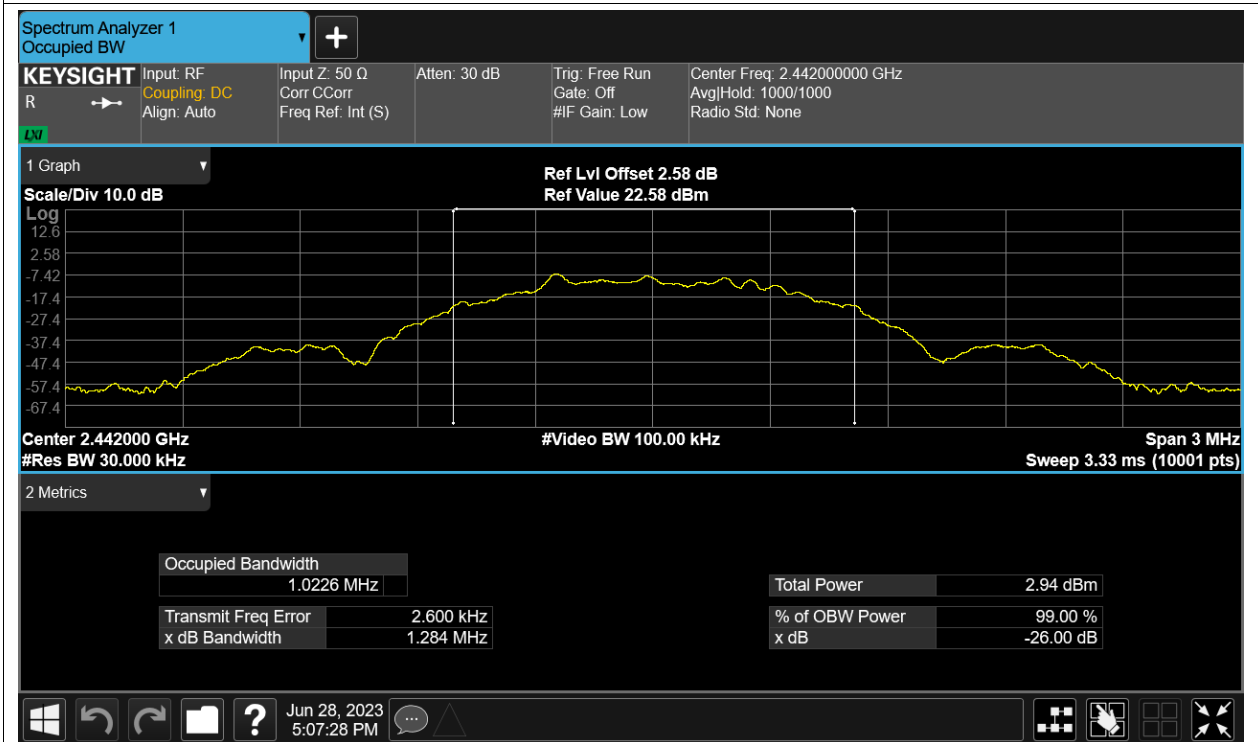 Spectrum Analyzer 1
Occupied BW
KEYSIGHT
R
LXI
Input: RF
Coupling: DC
Align: Auto
Input Z: 50 Ω
Corr CCorr
Freq Ref: Int (S)
Atten: 30 dB
Trig: Free Run
Gate: Off
#IF Gain: Low
Center Freq: 2.442000000 GHz
Avg|Hold: 1000/1000
Radio Std: None
1 Graph
Scale/Div 10.0 dB
Ref Lvl Offset 2.58 dB
Ref Value 22.58 dBm
Log
12.6
2.58
-7.42
-17.4
-27.4
-37.4
-47.4
-57.4
-67.4
Center 2.442000 GHz
#Res BW 30.000 kHz
#Video BW 100.00 kHz
Span 3 MHz
Sweep 3.33 ms (10001 pts)
2 Metrics
Occupied Bandwidth
1.0226 MHz
Transmit Freq Error 2.600 kHz
x dB Bandwidth 1.284 MHz
Total Power 2.94 dBm
% of OBW Power 99.00 %
x dB -26.00 dB
?
Jun 28, 2023
5:07:28 PM